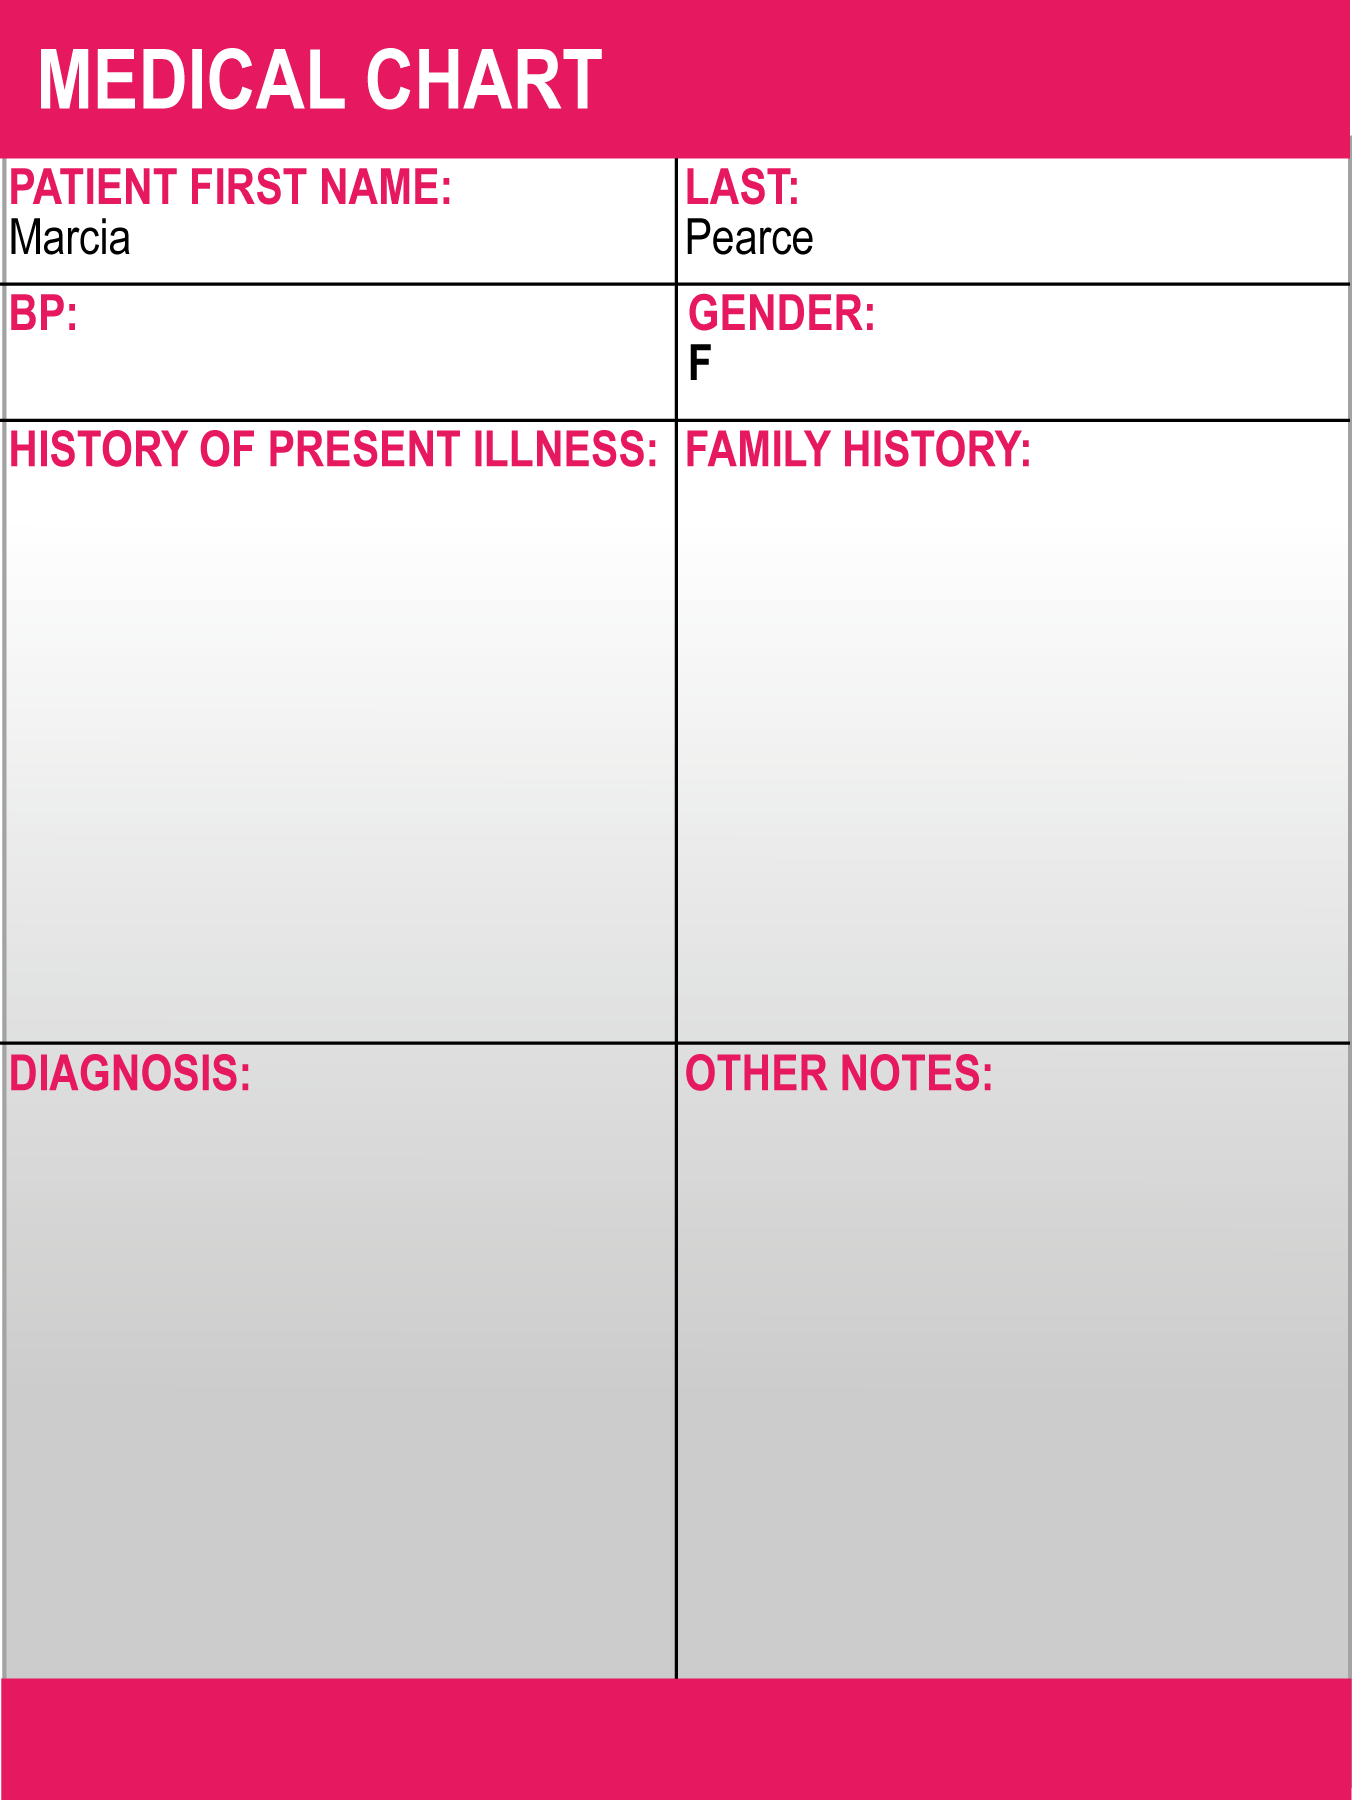 MEDICAL CHART
PATIENT FIRST NAME:
Marcia
LAST:
Pearce
BP:
GENDER:
F
HISTORY OF PRESENT ILLNESS:
FAMILY HISTORY:
DIAGNOSIS:
OTHER NOTES: